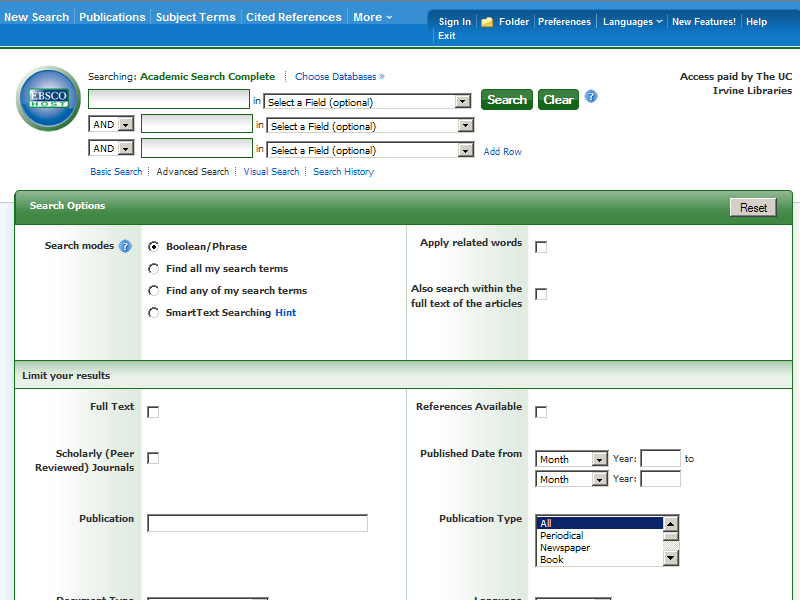 New Search Publications Subject Terms Cited References More
Sign In Folder Preferences Languages New Features! Help
Exit
EBSCO
HOST
Searching: Academic Search Complete Choose Databases »
Access paid by The UC
Irvine Libraries
in Select a Field (optional) Search Clear ?
AND in Select a Field (optional)
AND in Select a Field (optional) Add Row
Basic Search Advanced Search Visual Search Search History
Search Options Reset
Search modes ? Boolean/Phrase
Find all my search terms
Find any of my search terms
SmartText Searching Hint
Apply related words
Also search within the
full text of the articles
Limit your results
Full Text
References Available
Scholarly (Peer
Reviewed) Journals
Published Date from Month Year: to
Month Year:
Publication
Publication Type All
Periodical
Newspaper
Book
Document Type Language